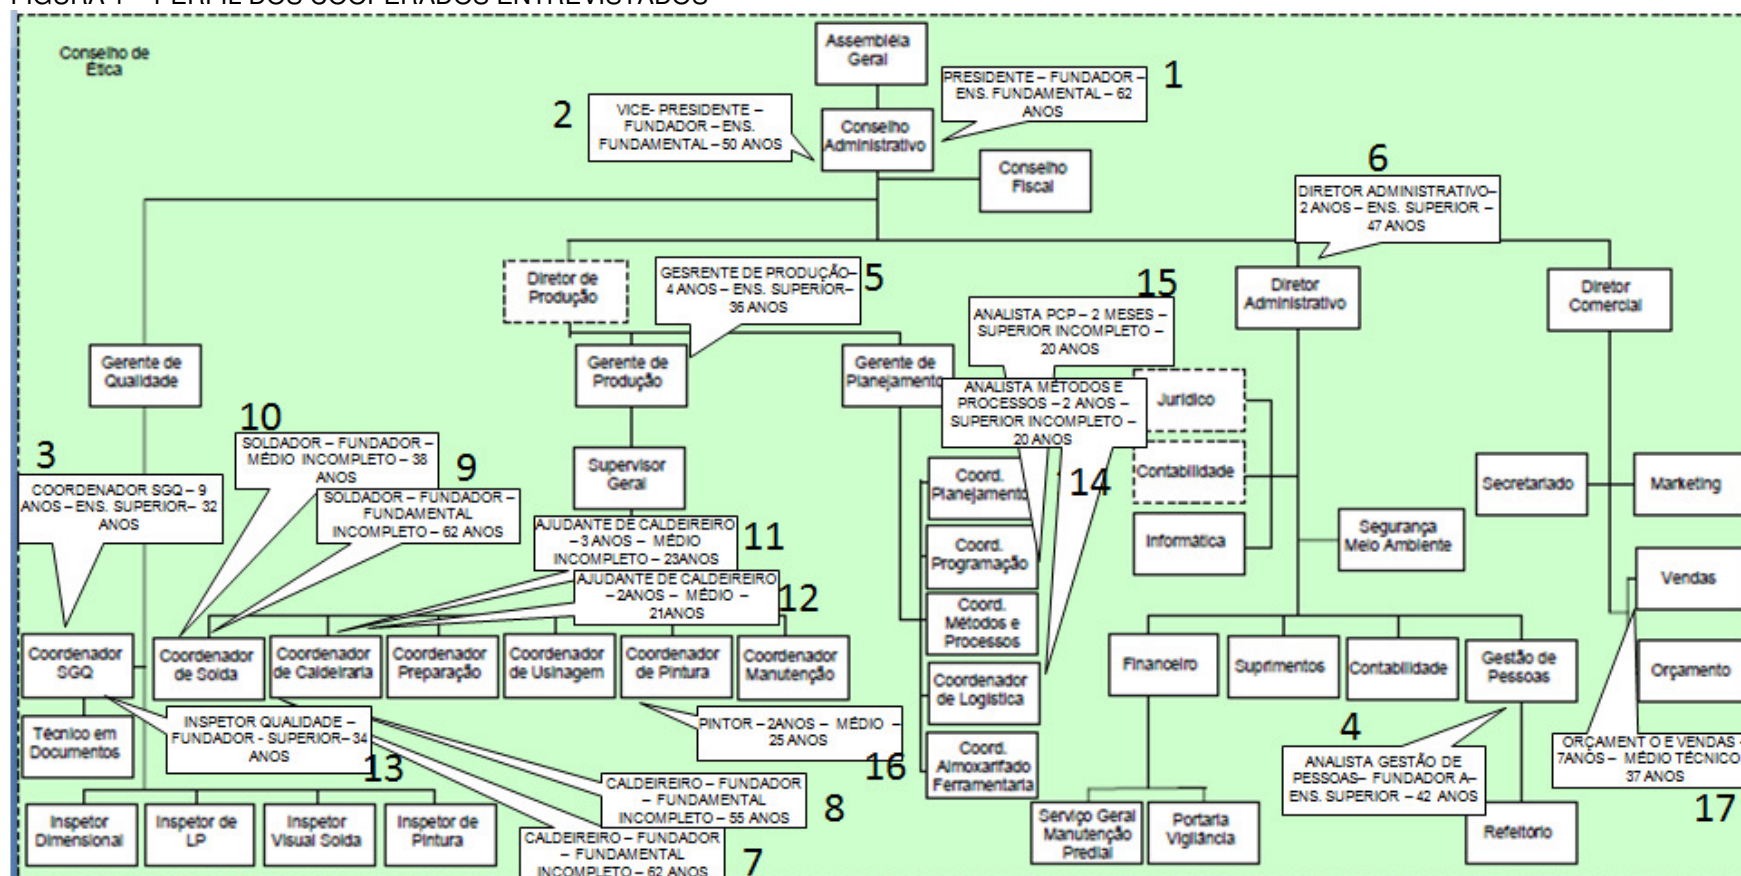 FIGURA 1 – PERFIL DOS COOPERADOS ENTREVISTADOS
Conselho de
Ética
Assembléia
Geral
1
PRESIDENTE – FUNDADOR –
ENS. FUNDAMENTAL – 62
ANOS
2
VICE- PRESIDENTE –
FUNDADOR – ENS.
FUNDAMENTAL – 50 ANOS
Conselho
Administrativo
Conselho
Fiscal
6
DIRETOR ADMINISTRATIVO–
2 ANOS – ENS. SUPERIOR –
47 ANOS
Diretor de
Produção
GESRENTE DE PRODUÇÃO–
4 ANOS – ENS. SUPERIOR–
36 ANOS
5
15
ANALISTA PCP – 2 MESES –
SUPERIOR INCOMPLETO –
20 ANOS
Diretor
Administrativo
Diretor
Comercial
Gerente de
Qualidade
Gerente de
Produção
Gerente de
Planejamento
ANALISTA MÉTODOS E
PROCESSOS – 2 ANOS –
SUPERIOR INCOMPLETO –
20 ANOS
14
Jurídico
Contabilidade
Informática
10
SOLDADOR – FUNDADOR –
MÉDIO INCOMPLETO – 38
ANOS
3
COORDENADOR SGQ – 9
ANOS – ENS. SUPERIOR– 32
ANOS
9
SOLDADOR – FUNDADOR –
FUNDAMENTAL
INCOMPLETO – 62 ANOS
Supervisor
Geral
AJUDANTE DE CALDEIREIRO
– 3 ANOS – MÉDIO
INCOMPLETO – 23ANOS
11
AJUDANTE DE CALDEIREIRO
– 2ANOS – MÉDIO –
21ANOS
12
Coord.
Planejamento
Coord.
Programação
Coord.
Métodos e
Processos
Coordenador
de Logística
Coord.
Almoxarifado
Ferramentaria
Secretariado
Marketing
Segurança
Meio Ambiente
Vendas
Orçamento
Coordenador
SGQ
Coordenador
de Solda
Coordenador
de Caldeiraria
Coordenador
Preparação
Coordenador
de Usinagem
Coordenador
de Pintura
Coordenador
Manutenção
Financeiro
Suprimentos
Contabilidade
Gestão de
Pessoas
Técnico em
Documentos
INSPETOR QUALIDADE –
FUNDADOR - SUPERIOR– 34
ANOS
13
PINTOR – 2ANOS – MÉDIO –
25 ANOS
16
4
ANALISTA GESTÃO DE
PESSOAS– FUNDADOR A–
ENS. SUPERIOR – 42 ANOS
ORÇAMENT O E VENDAS -
7ANOS – MÉDIO TÉCNICO
37 ANOS
17
CALDEIREIRO – FUNDADOR
– FUNDAMENTAL
INCOMPLETO – 55 ANOS
8
CALDEIREIRO – FUNDADOR
– FUNDAMENTAL
INCOMPLETO – 62 ANOS
7
Inspetor
Dimensional
Inspetor de
LP
Inspetor
Visual Solda
Inspetor de
Pintura
Serviço Geral
Manutenção
Predial
Portaria
Vigilância
Refeitório